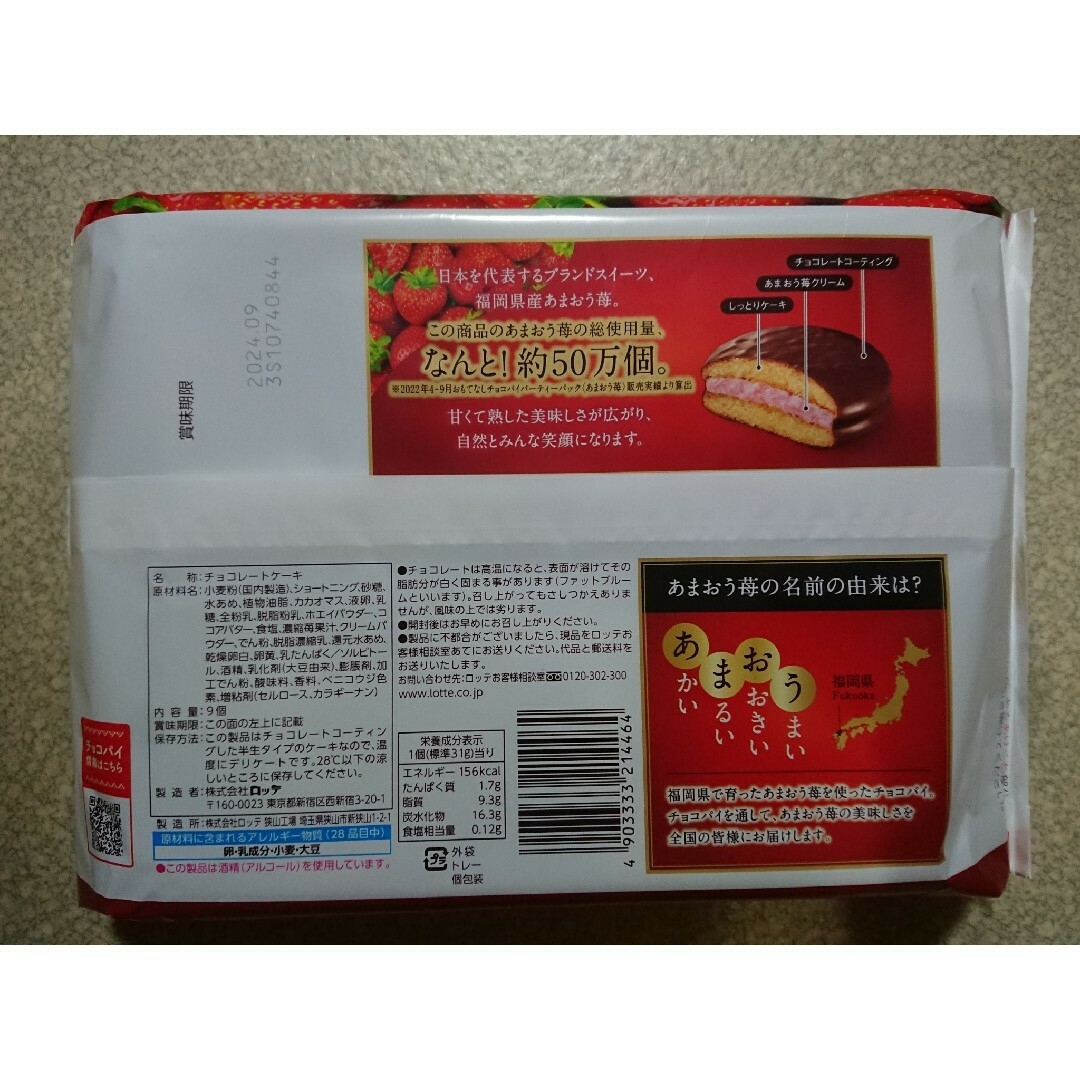 賞味期限
2024.09
3S10740844
日本を代表するブランドスイーツ、
福岡県産あまおう苺。
この商品のあまおう苺の総使用量、
なんと!約50万個。
※2022年4-9月おもてなしチョコパイパーティーパック〈あまおう苺〉販売実績より算出
甘くて熟した美味しさが広がり、
自然とみんな笑顔になります。
チョコレートコーティング
あまおう苺クリーム
しっとりケーキ
名 称:チョコレートケーキ
原材料名:小麦粉(国内製造)、ショートニング、砂糖、
水あめ、植物油脂、カカオマス、液卵、乳
糖、全粉乳、脱脂粉乳、ホエイパウダー、コ
コアバター、食塩、濃縮苺果汁、クリームパ
ウダー、でん粉、脱脂濃縮乳、還元水あめ、
乾燥卵白、卵黄、乳たんぱく/ソルビトー
ル、酒精、乳化剤(大豆由来)、膨脹剤、加
工でん粉、酸味料、香料、ベニコウジ色
素、増粘剤(セルロース、カラギーナン)
内 容 量:9個
賞味期限:この面の左上に記載
保存方法:この製品はチョコレートコーティン
グした半生タイプのケーキなので、温
度にデリケートです。28℃以下の涼
しいところに保存してください。
製 造 者:株式会社ロッテ
〒160-0023 東京都新宿区西新宿3-20-1
製 造 所:株式会社ロッテ 狭山工場 埼玉県狭山市新狭山1-2-1
原材料に含まれるアレルギー物質(28品目中)
卵・乳成分・小麦・大豆
●この製品は酒精(アルコール)を使用しています。
●チョコレートは高温になると、表面が溶けてその
脂肪分が白く固まる事があります(ファットブルー
ムといいます)。召し上がってもさしつかえありま
せんが、風味の上では劣ります。
●開封後はお早めにお召し上がりください。
●製品に不都合がございましたら、現品をロッテお
客様相談室あてにお送りください。代品と郵送料を
お送りいたします。
お問い合わせ先:ロッテお客様相談室0120-302-300
www.lotte.co.jp
栄養成分表示
1個(標準31g)当り
エネルギー 156kcal
たんぱく質 1.7g
脂質 9.3g
炭水化物 16.3g
食塩相当量 0.12g
プラ
外袋
トレー
個包装
4 903333 214464
チョコパイ
情報はこちら
あまおう苺の名前の由来は?
あかい
まるい
おおきい
うまい
福岡県
Fukuoka
福岡県で育ったあまおう苺を使ったチョコパイ。
チョコパイを通して、あまおう苺の美味しさを
全国の皆様にお届けします。